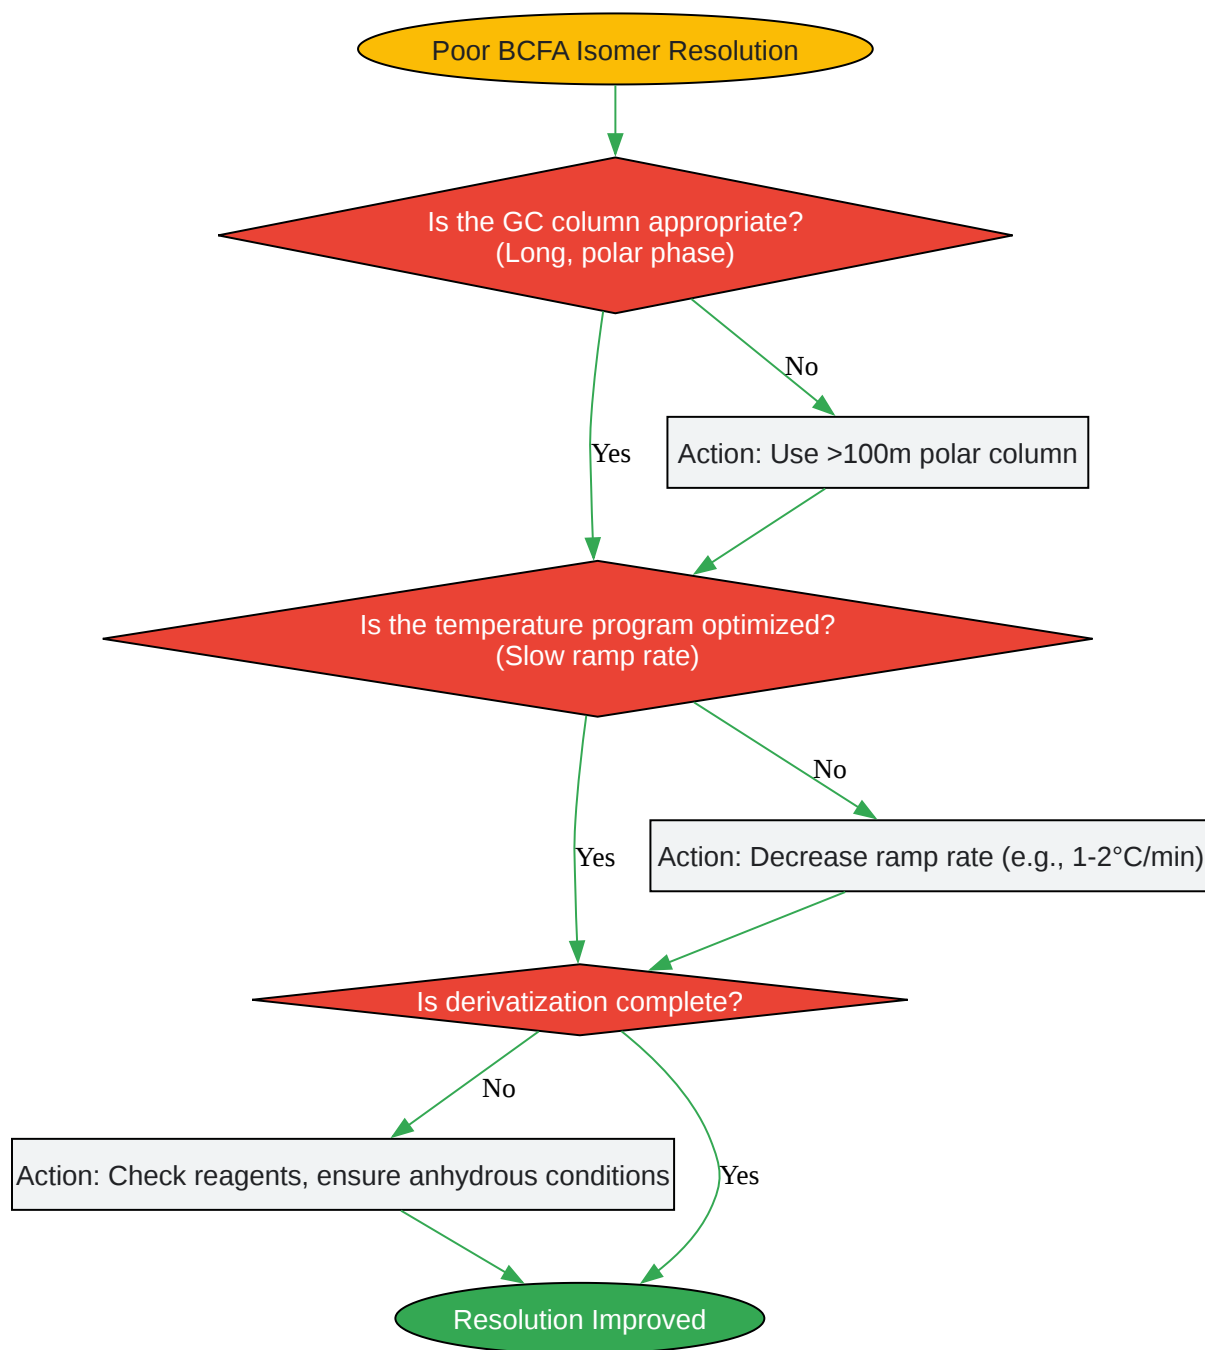 Poor BCFA Isomer Resolution
Is the GC column appropriate?
(Long, polar phase)
No
Yes
Action: Use >100m polar column
Is the temperature program optimized?
(Slow ramp rate)
No
Yes
Action: Decrease ramp rate (e.g., 1-2°C/min)
Is derivatization complete?
No
Action: Check reagents, ensure anhydrous conditions
Yes
Resolution Improved